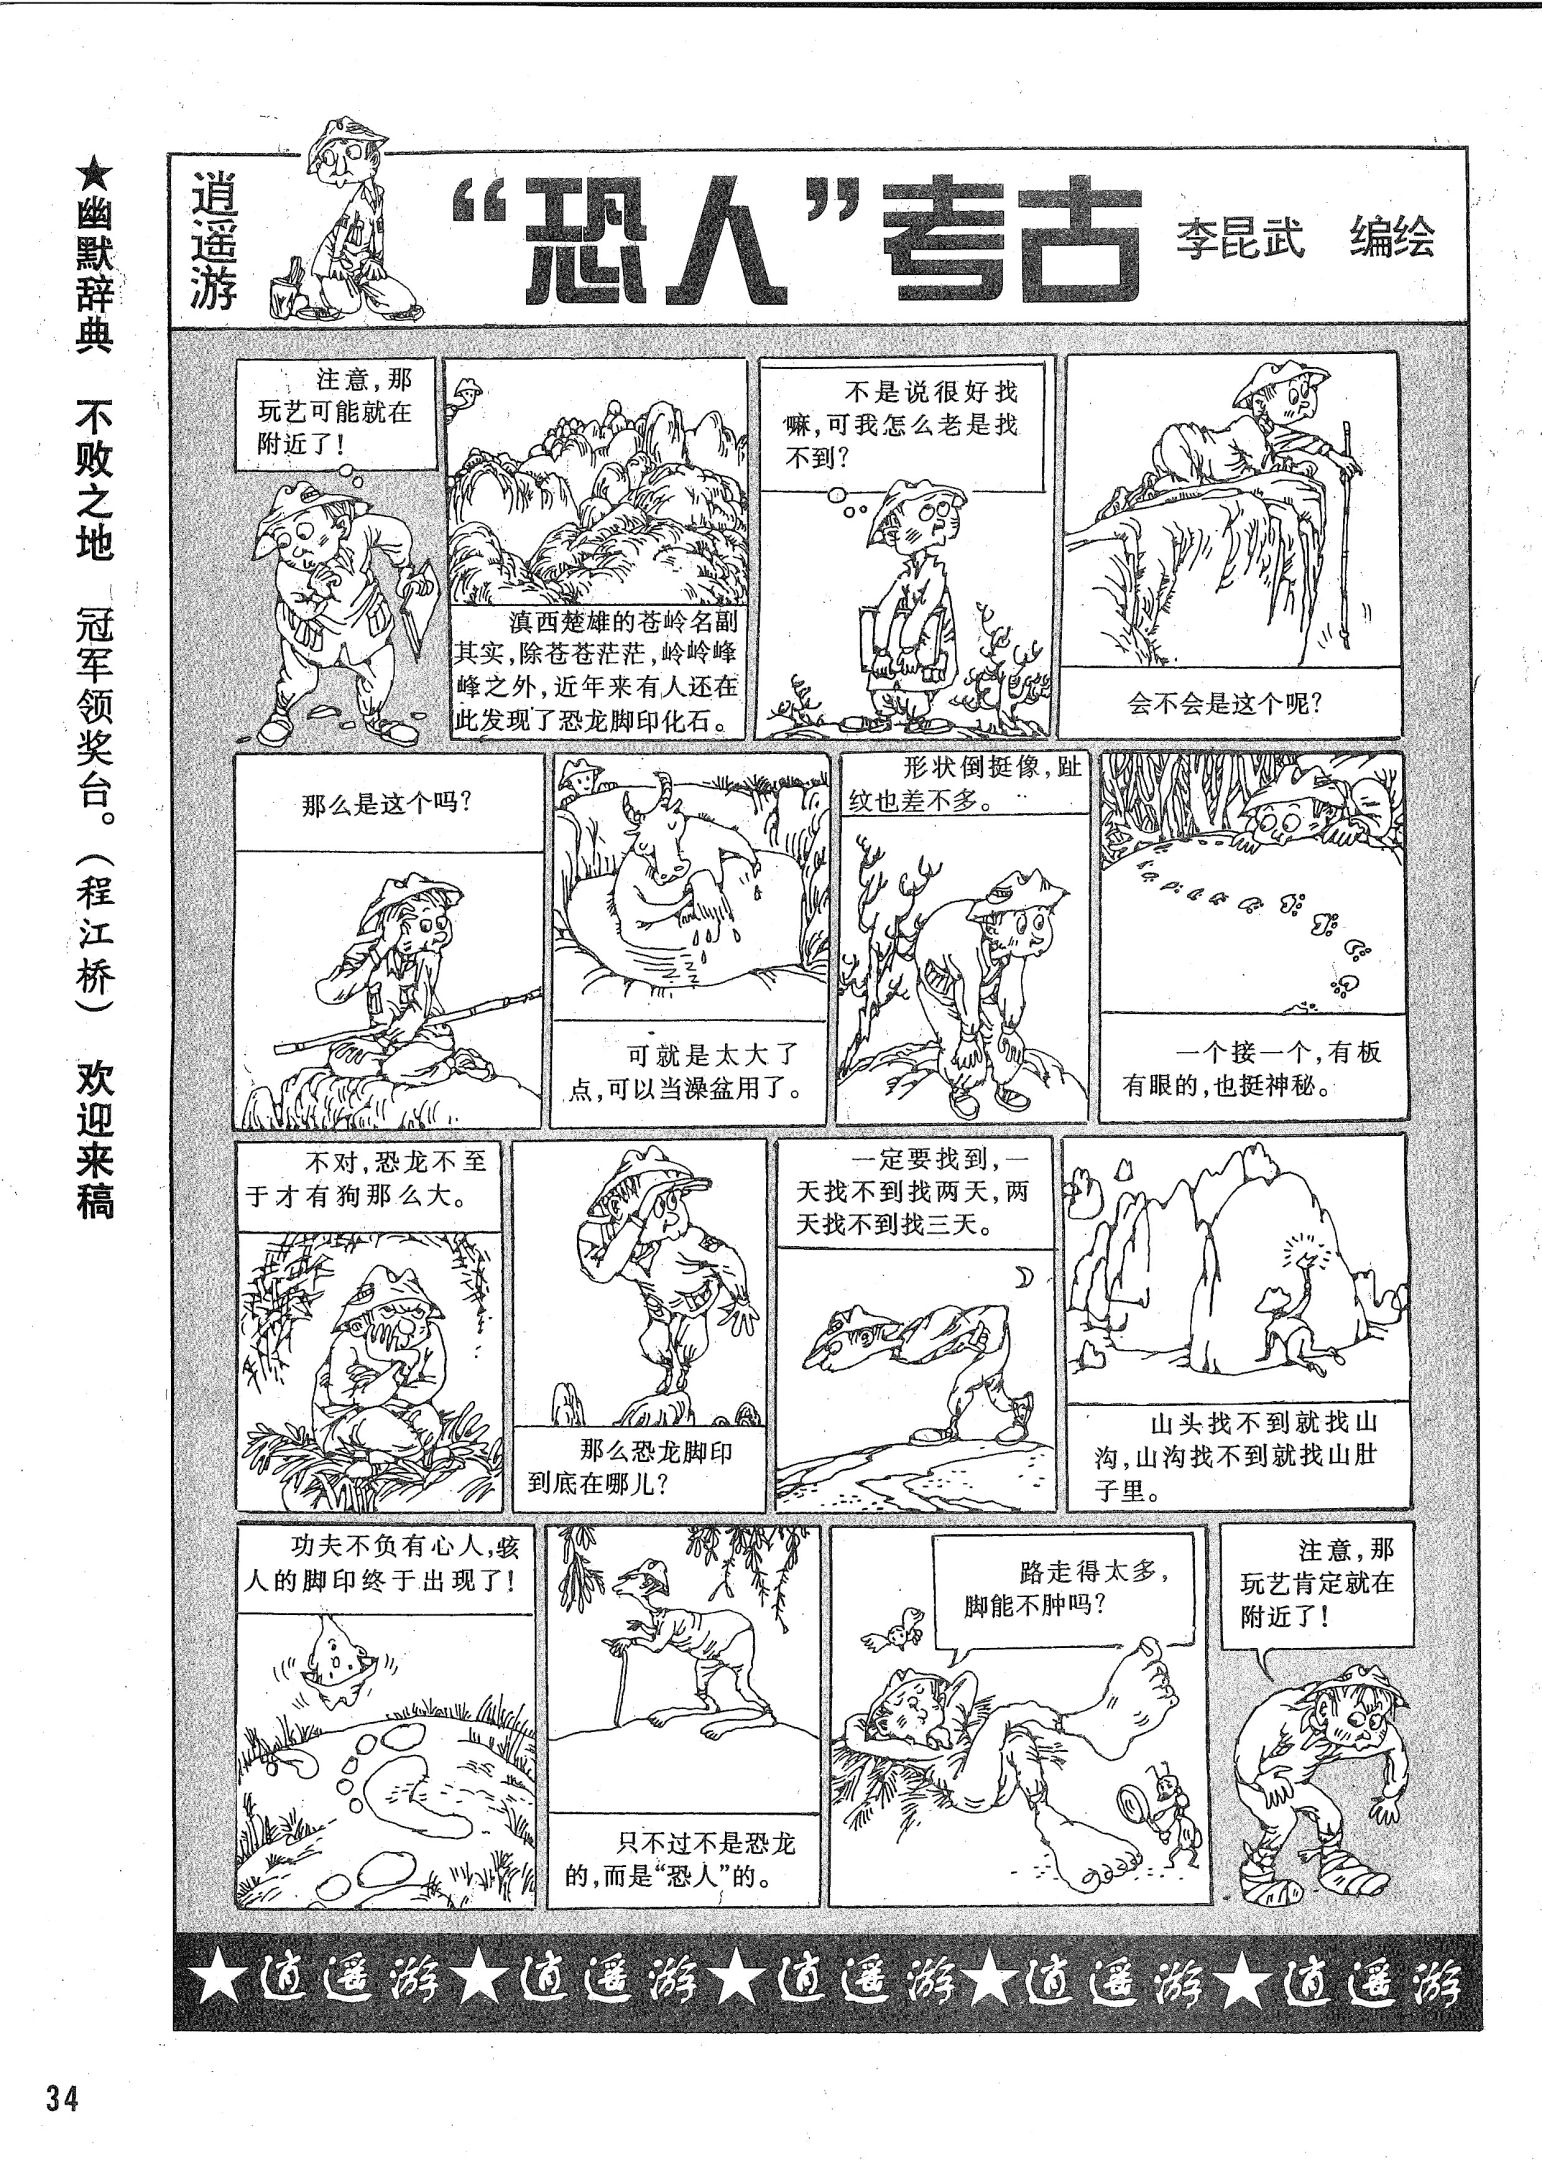 逍遥游
“恐人”考古
李昆武 编绘
注意,那
玩艺可能就在
附近了!
滇西楚雄的苍岭名副
其实,除苍苍茫茫,岭岭峰
峰之外,近年来有人还在
此发现了恐龙脚印化石。
不是说很好找
嘛,可我怎么老是找
不到?
会不会是这个呢?
那么是这个吗?
可就是太大了
点,可以当澡盆用了。
形状倒挺像,趾
纹也差不多。
一个接一个,有板
有眼的,也挺神秘。
不对,恐龙不至
于才有狗那么大。
那么恐龙脚印
到底在哪儿?
一定要找到,一
天找不到找两天,两
天找不到找三天。
山头找不到就找山
沟,山沟找不到就找山肚
子里。
功夫不负有心人,骇
人的脚印终于出现了!
只不过不是恐龙
的,而是“恐人”的。
路走得太多,
脚能不肿吗?
注意,那
玩艺肯定就在
附近了!
★逍遥游★逍遥游★逍遥游★逍遥游★逍遥游
★幽默辞典 不败之地 冠军领奖台。(程江桥) 欢迎来稿
34